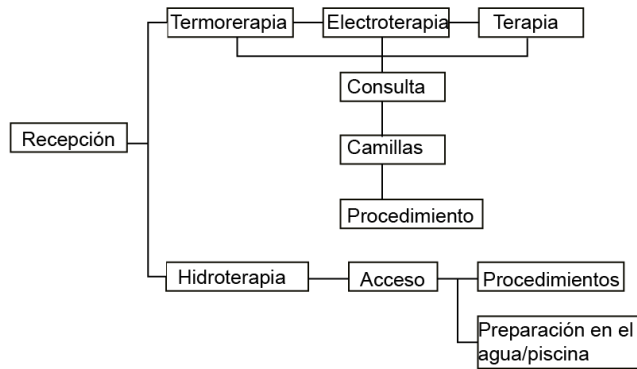 Termorerapia
Electroterapia
Terapia
Consulta
Recepción
Camillas
Procedimiento
Hidroterapia
Acceso
Procedimientos
Preparación en el
agua/piscina